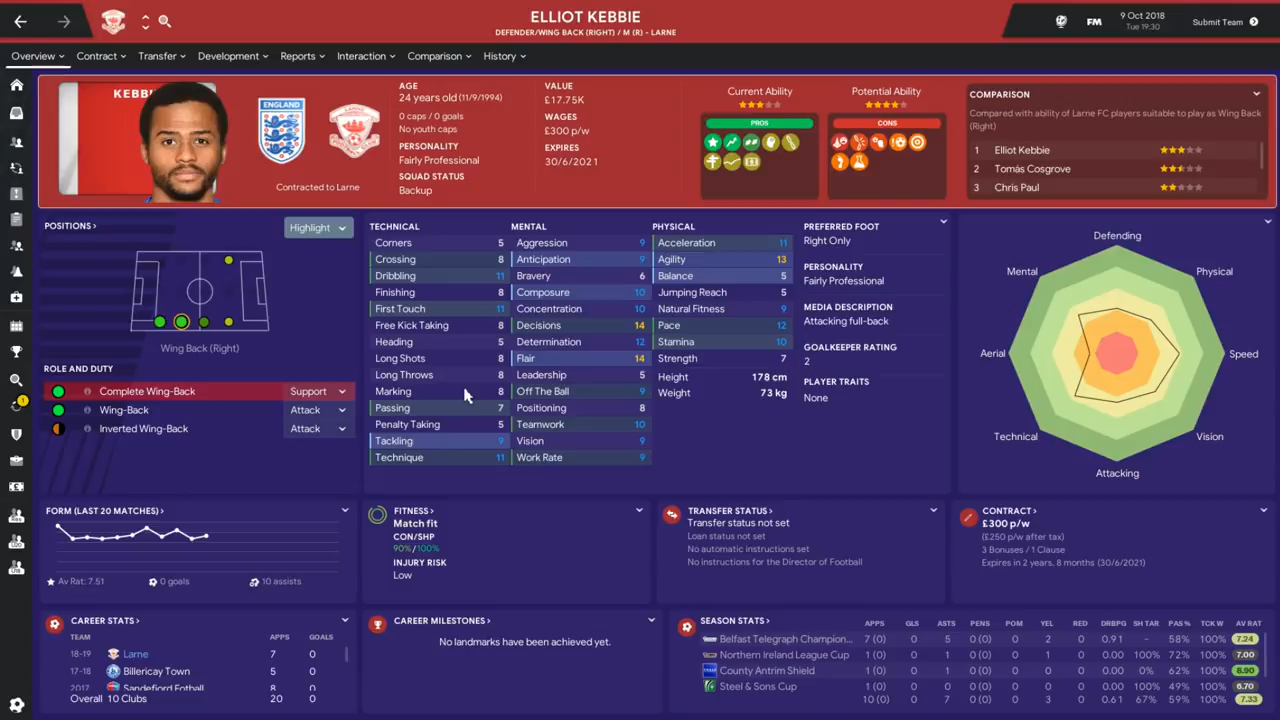 ELLIOT KEBBIE
DEFENDER/WING BACK (RIGHT) / M (R) - LARNE
FM
9 Oct 2018
Tue 19:30
Submit Team
Overview
Contract
Transfer
Development
Reports
Interaction
Comparison
History
KEBB
ENGLAND
Contracted to Larne
AGE
24 years old (11/9/1994)
0 caps / 0 goals
No youth caps
PERSONALITY
Fairly Professional
SQUAD STATUS
Backup
VALUE
£17.75K
WAGES
£300 p/w
EXPIRES
30/6/2021
Current Ability
PROS
Potential Ability
CONS
COMPARISON
Compared with ability of Larne FC players suitable to play as Wing Back
(Right)
1 Elliot Kebbie
2 Tomás Cosgrove
3 Chris Paul
POSITIONS>
Highlight
Wing Back (Right)
ROLE AND DUTY
Complete Wing-Back Support
Wing-Back Attack
Inverted Wing-Back Attack
TECHNICAL
Corners 5
Crossing 8
Dribbling 11
Finishing 8
First Touch 11
Free Kick Taking 8
Heading 5
Long Shots 8
Long Throws 8
Marking 8
Passing 7
Penalty Taking 5
Tackling 9
Technique 11
MENTAL
Aggression 9
Anticipation 9
Bravery 6
Composure 10
Concentration 10
Decisions 14
Determination 12
Flair 14
Leadership 5
Off The Ball 9
Positioning 8
Teamwork 10
Vision 9
Work Rate 9
PHYSICAL
Acceleration 11
Agility 13
Balance 5
Jumping Reach 5
Natural Fitness 9
Pace 12
Stamina 10
Strength 7
Height 178 cm
Weight 73 kg
PREFERRED FOOT
Right Only
PERSONALITY
Fairly Professional
MEDIA DESCRIPTION
Attacking full-back
GOALKEEPER RATING
2
PLAYER TRAITS
None
Defending
Physical
Speed
Vision
Attacking
Technical
Aerial
Mental
FORM (LAST 20 MATCHES)>
Av Rat: 7.51
0 goals
10 assists
FITNESS>
Match fit
CON/SHP
90%/100%
INJURY RISK
Low
TRANSFER STATUS>
Transfer status not set
Loan status not set
No automatic instructions set
No instructions for the Director of Football
CONTRACT>
£300 p/w
(£250 p/w after tax)
3 Bonuses / 1 Clause
Expires in 2 years, 8 months (30/6/2021)
CAREER STATS>
TEAM APPS GOALS
18-19 Larne 7 0
17-18 Billericay Town 5 0
2017 Sandefjord Fotball 8 0
Overall 10 Clubs 20 0
CAREER MILESTONES>
No landmarks have been achieved yet.
SEASON STATS>
APPS GLS ASTS PENS POM YEL RED DRBPG SH TAR PAS % TCK W AV RAT
Belfast Telegraph Champion... 7 (0) 0 5 0 (0) 0 2 0 0.91 - 58% 100% 7.24
Northern Ireland League Cup 1 (0) 0 1 0 (0) 0 1 0 0.00 100% 72% 100% 7.00
County Antrim Shield 1 (0) 0 1 0 (0) 0 0 0 0.00 0% 62% 100% 8.90
Steel & Sons Cup 1 (0) 0 0 0 (0) 0 0 0 0.00 100% 49% 100% 6.70
10 (0) 0 7 0 (0) 0 3 0 0.61 67% 59% 100% 7.33